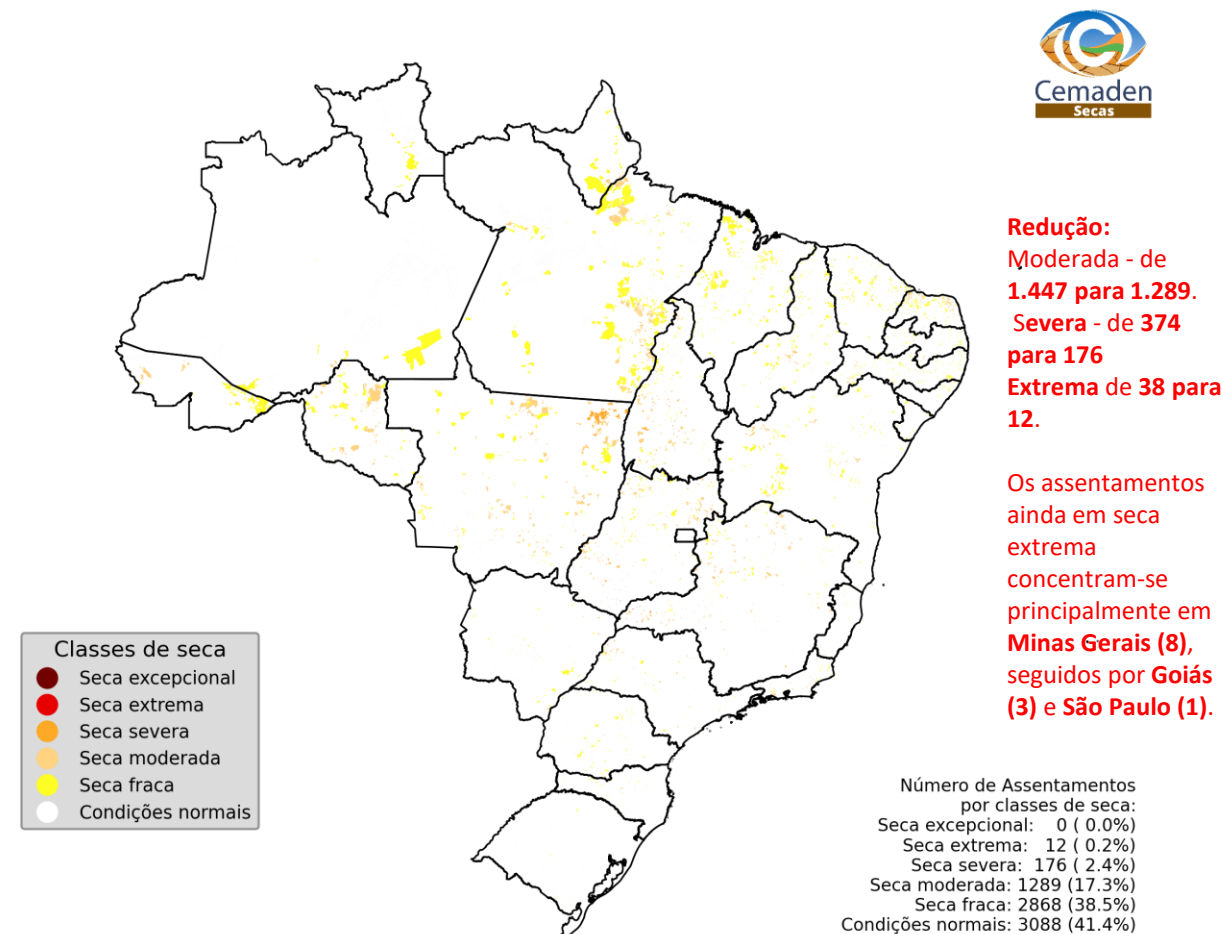 Cemaden
Secas
Redução:
Moderada - de
1.447 para 1.289.
Severa - de 374
para 176
Extrema de 38 para
12.
Os assentamentos
ainda em seca
extrema
concentram-se
principalmente em
Minas Gerais (8),
seguidos por Goiás
(3) e São Paulo (1).
Classes de seca
Seca excepcional
Seca extrema
Seca severa
Seca moderada
Seca fraca
Condições normais
Número de Assentamentos
por classes de seca:
Seca excepcional: 0 ( 0.0%)
Seca extrema: 12 ( 0.2%)
Seca severa: 176 ( 2.4%)
Seca moderada: 1289 (17.3%)
Seca fraca: 2868 (38.5%)
Condições normais: 3088 (41.4%)